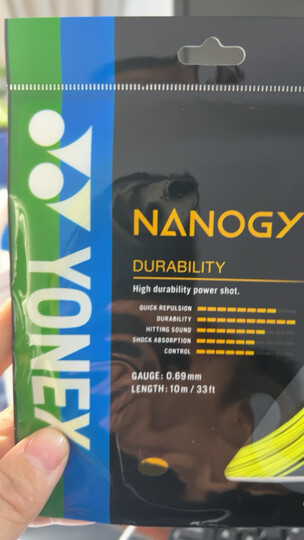 YONEX
NANOGY
DURABILITY
High durability power shot.
QUICK REPULSION
DURABILITY
HITTING SOUND
SHOCK ABSORPTION
CONTROL
GAUGE : 0.69mm
LENGTH : 10m / 33ft